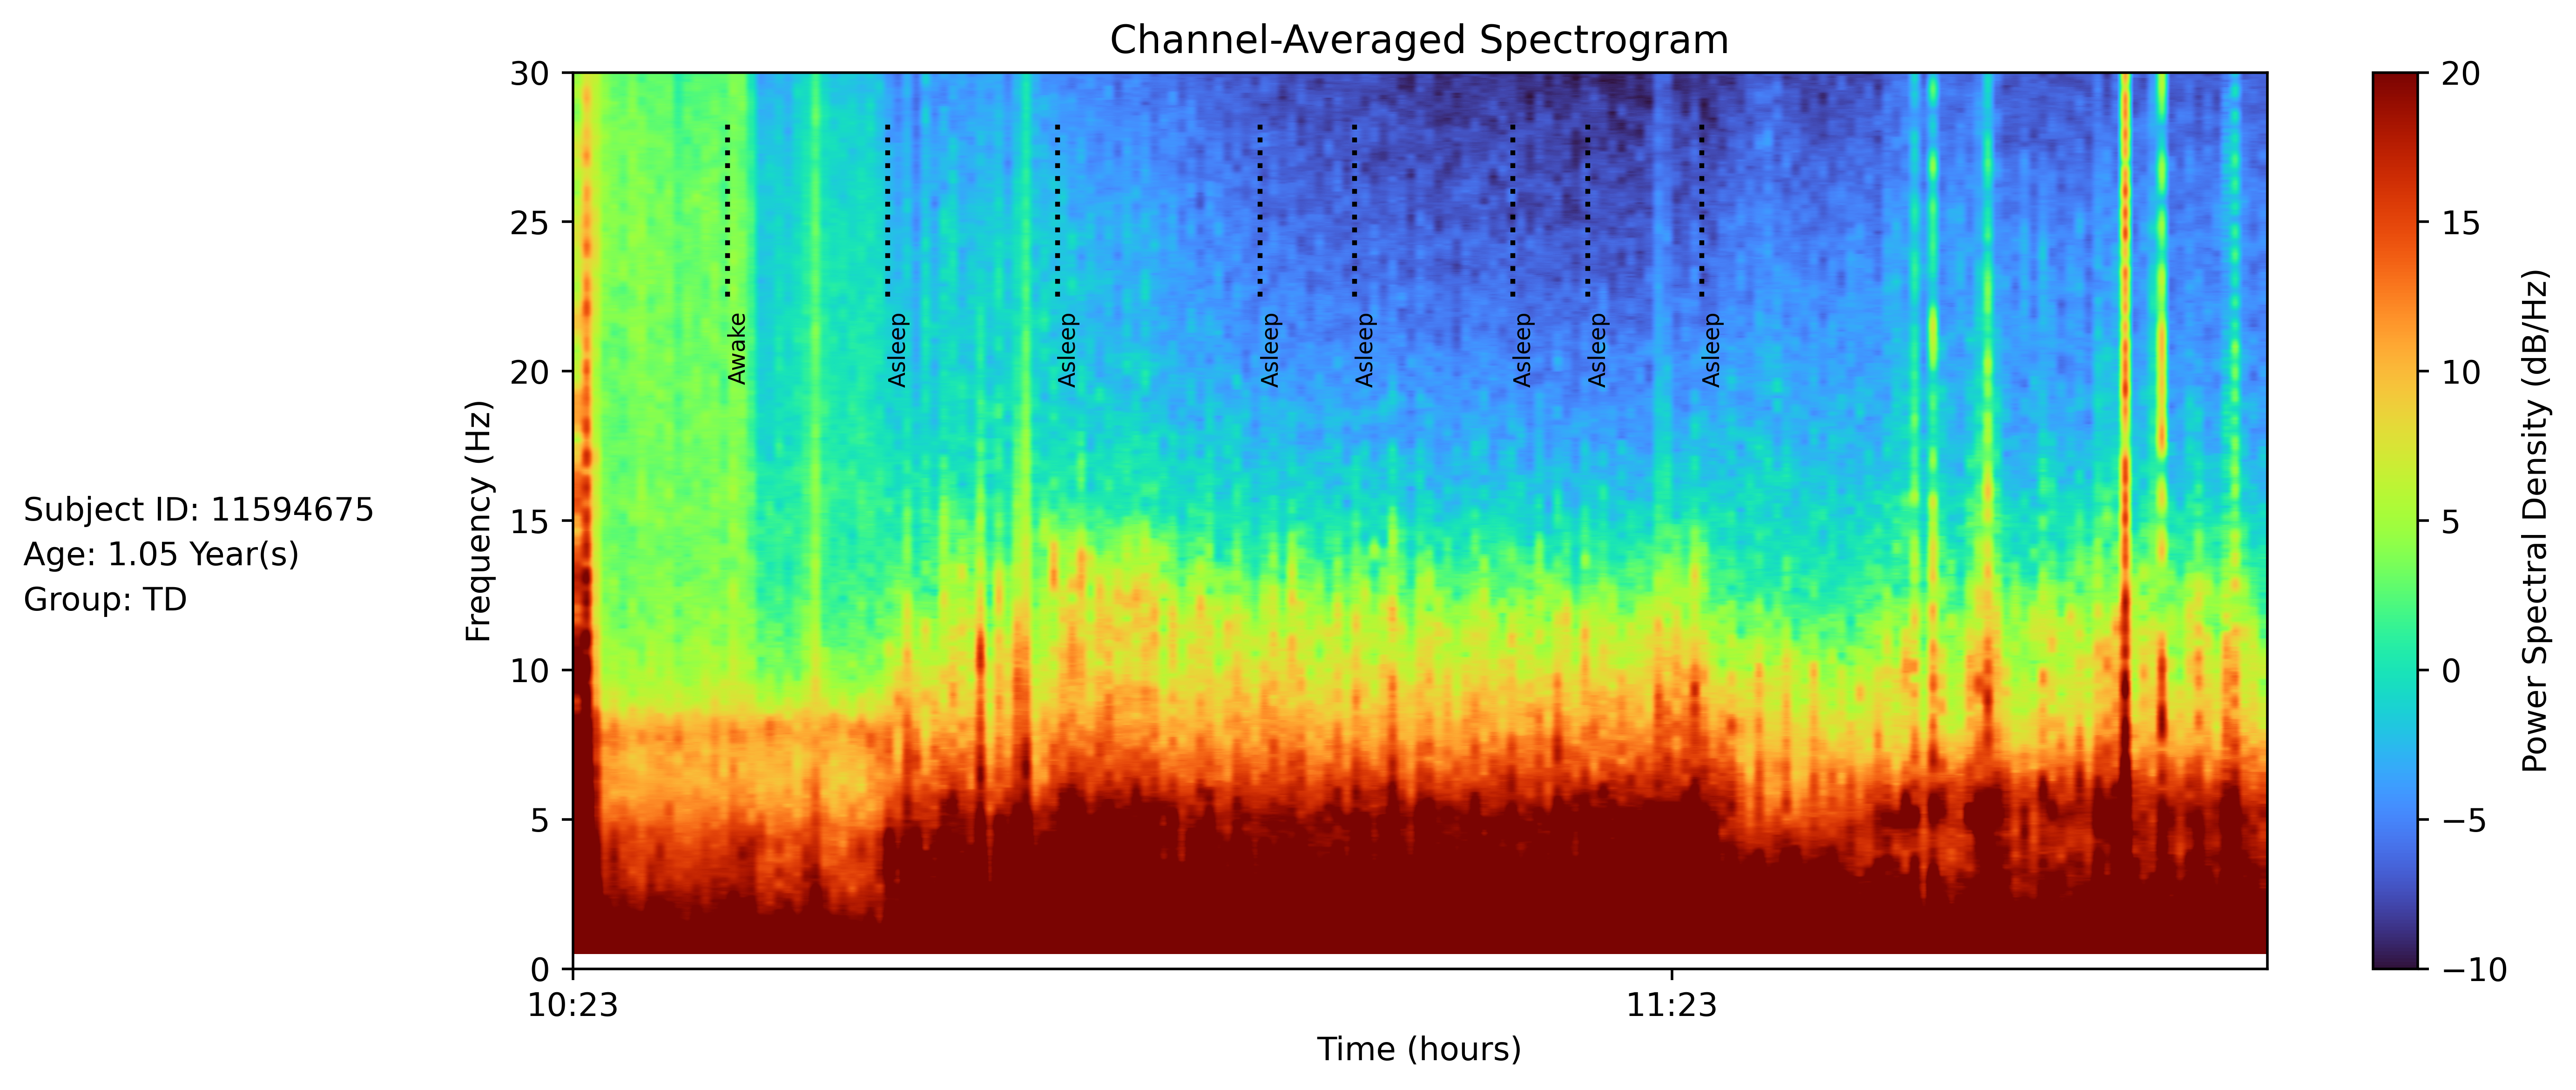 Channel-Averaged Spectrogram
Subject ID: 11594675
Age: 1.05 Year(s)
Group: TD
Frequency (Hz)
30
25
20
15
10
5
0
Awake
Asleep
Asleep
Asleep
Asleep
Asleep
Asleep
Asleep
10:23
11:23
Time (hours)
20
15
10
5
0
−5
−10
Power Spectral Density (dB/Hz)